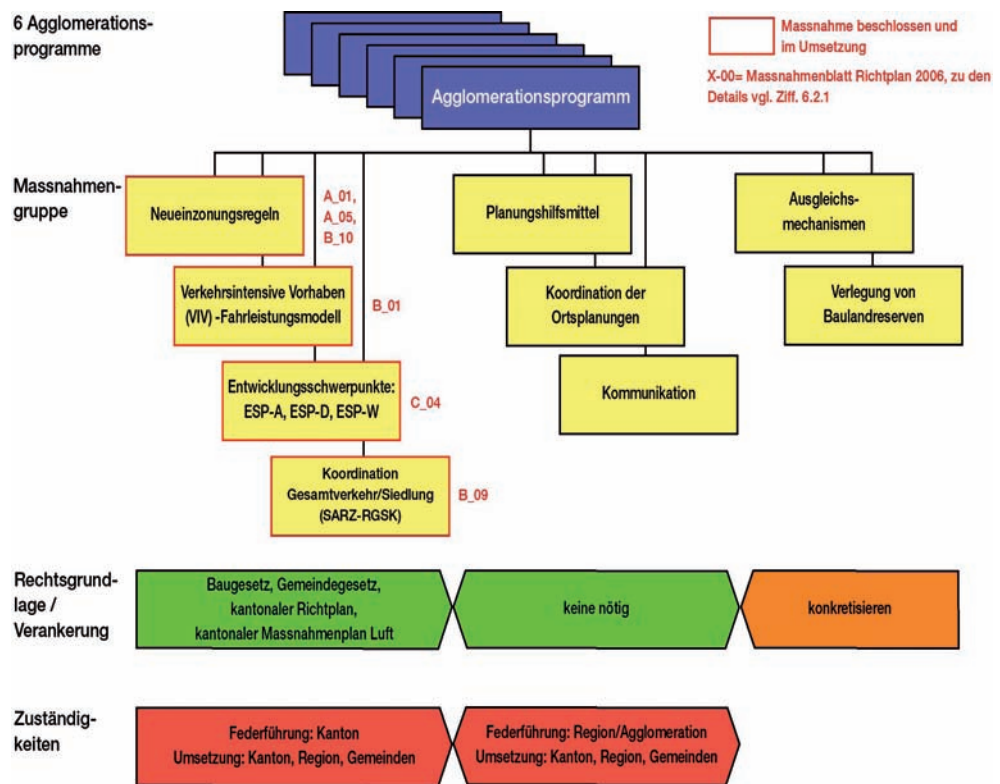 6 Agglomerations-
programme
Agglomerationsprogramm
Massnahme beschlossen und
im Umsetzung
X-00= Massnahmenblatt Richtplan 2006, zu den
Details vgl. Ziff. 6.2.1
Massnahmen-
gruppe
Neueinzonungsregeln
A_01,
A_05,
B_10
Planungshilfsmittel
Ausgleichs-
mechanismen
Verkehrsintensive Vorhaben
(VIV) -Fahrleistungsmodell
B_01
Koordination der
Ortsplanungen
Verlegung von
Baulandreserven
Entwicklungsschwerpunkte:
ESP-A, ESP-D, ESP-W
C_04
Kommunikation
Koordination
Gesamtverkehr/Siedlung
(SARZ-RGSK)
B_09
Rechtsgrund-
lage /
Verankerung
Baugesetz, Gemeindegesetz,
kantonaler Richtplan,
kantonaler Massnahmenplan Luft
keine nötig
konkretisieren
Zuständig-
keiten
Federführung: Kanton
Umsetzung: Kanton, Region, Gemeinden
Federführung: Region/Agglomeration
Umsetzung: Kanton, Region, Gemeinden